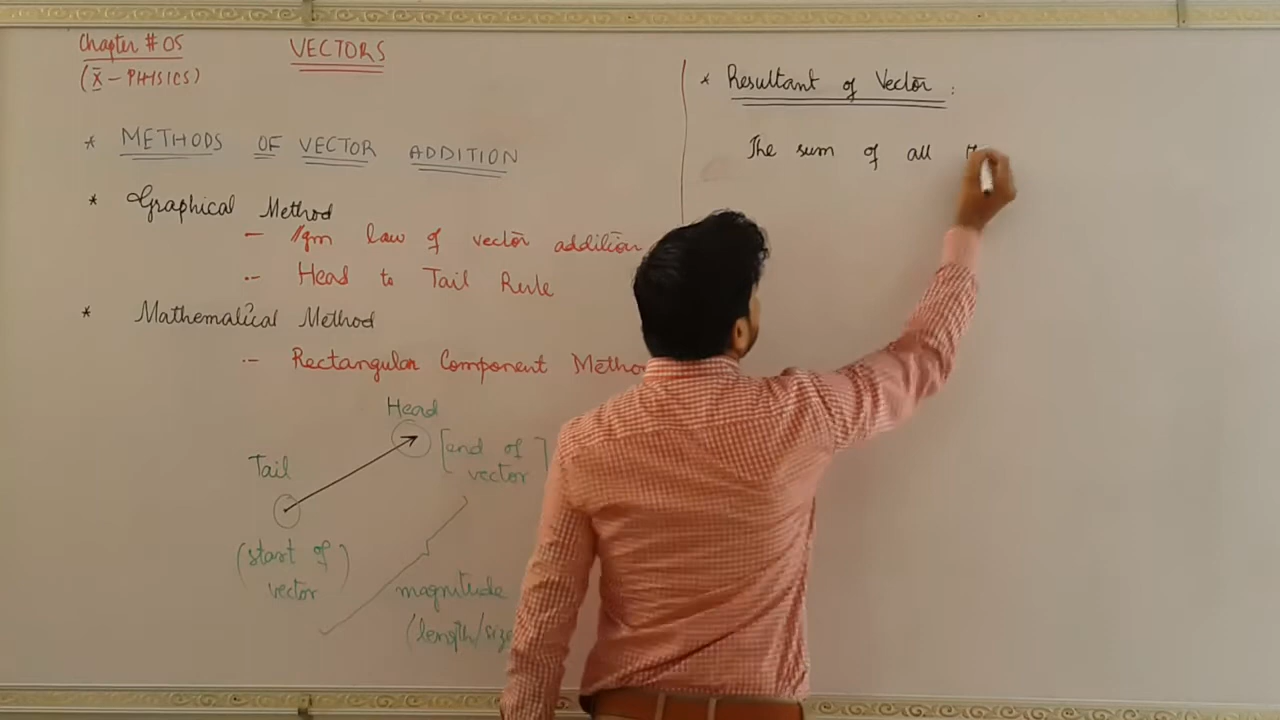 Chapter # 05
VECTORS
(X̄ - PHYSICS)
* METHODS OF VECTOR ADDITION
* Graphical Method
- //gm law of vector addition
- Head to Tail Rule
* Mathematical Method
- Rectangular Component Metho
Head
[end of vector]
Tail
(start of vector)
magnitude
(length/size
* Resultant of Vector :
The sum of all